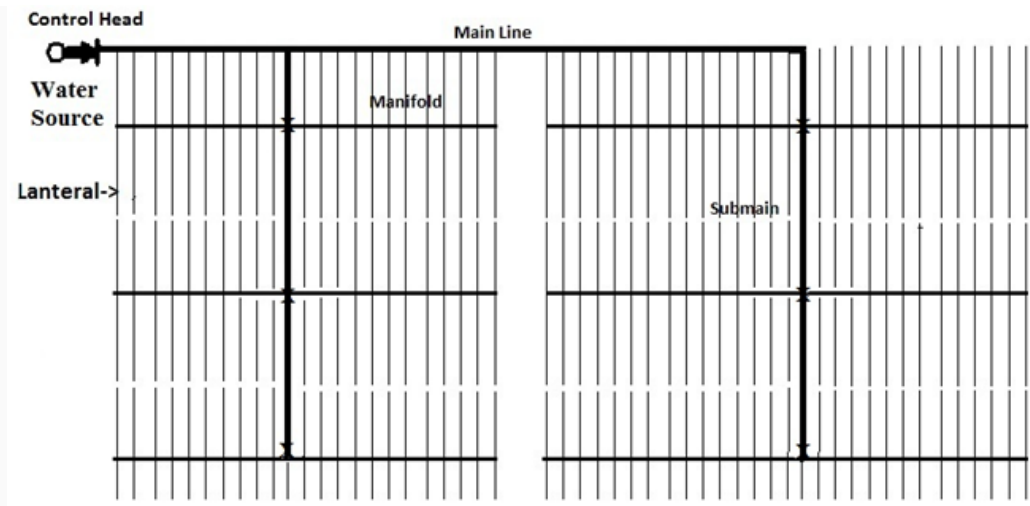 Control Head
Main Line
Water
Source
Manifold
Lanteral->
Submain